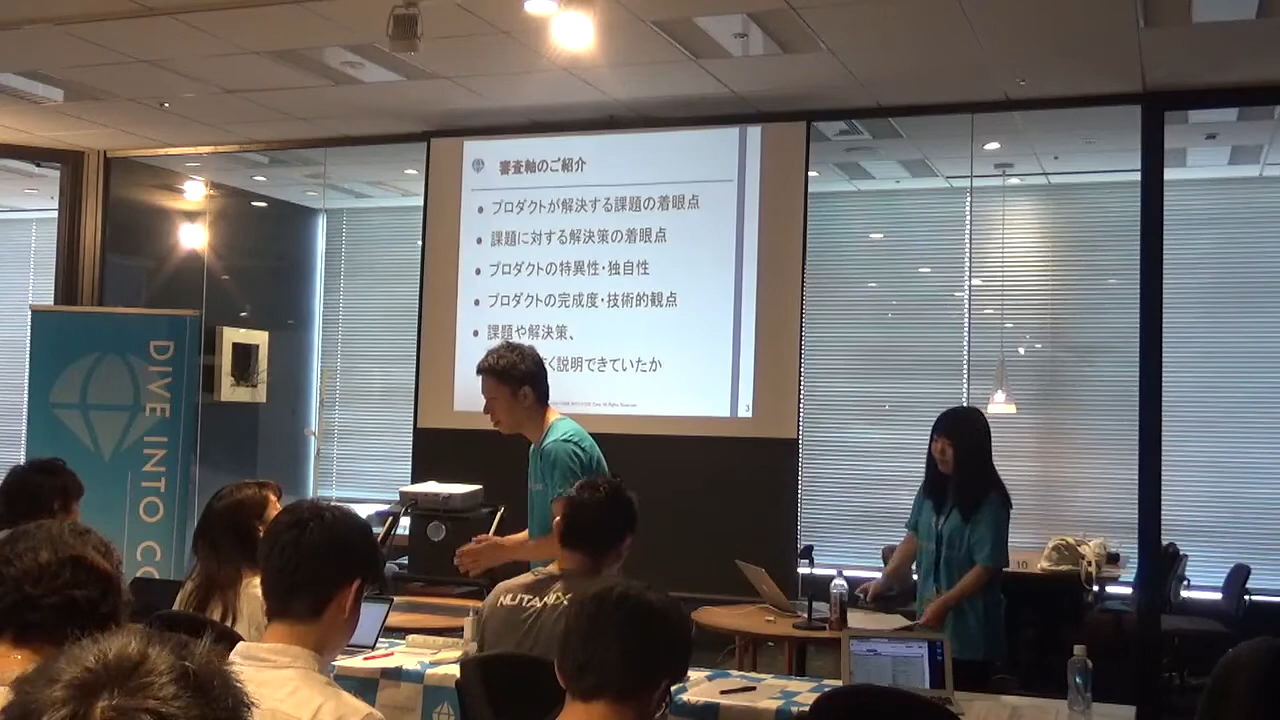 審査軸のご紹介
プロダクトが解決する課題の着眼点
課題に対する解決策の着眼点
プロダクトの特異性・独自性
プロダクトの完成度・技術的観点
課題や解決策、
く説明できていたか
3
DIVE INTO CO
NUTANIX
10